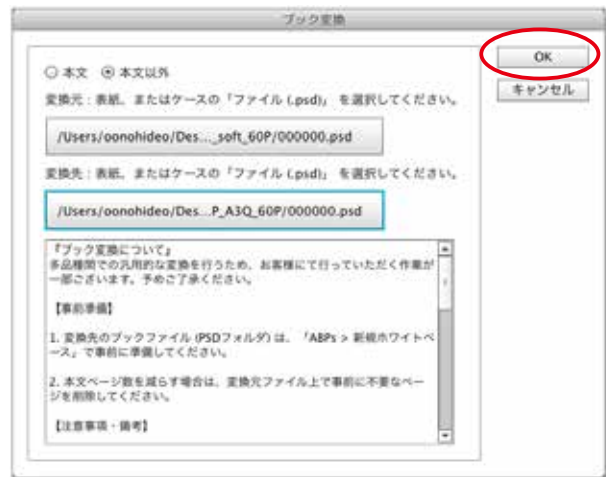 ブック変換
○ 本文 ◉ 本文以外
変換元:表紙、またはケースの「ファイル (.psd)」 を選択してください。
/Users/oonohideo/Des..._soft_60P/000000.psd
変換先:表紙、またはケースの「ファイル (.psd)」 を選択してください。
/Users/oonohideo/Des...P_A3Q_60P/000000.psd
OK
キャンセル
『ブック変換について』
多品種間での汎用的な変換を行うため、お客様にて行っていただく作業が
一部ございます。予めご了承ください。
【事前準備】
1. 変換先のブックファイル (PSDフォルダ) は、「ABPs > 新規ホワイトベ
ース」で事前に準備してください。
2. 本文ページ数を減らす場合は、変換元ファイル上で事前に不要なペー
ジを削除してください。
【注意事項・備考】